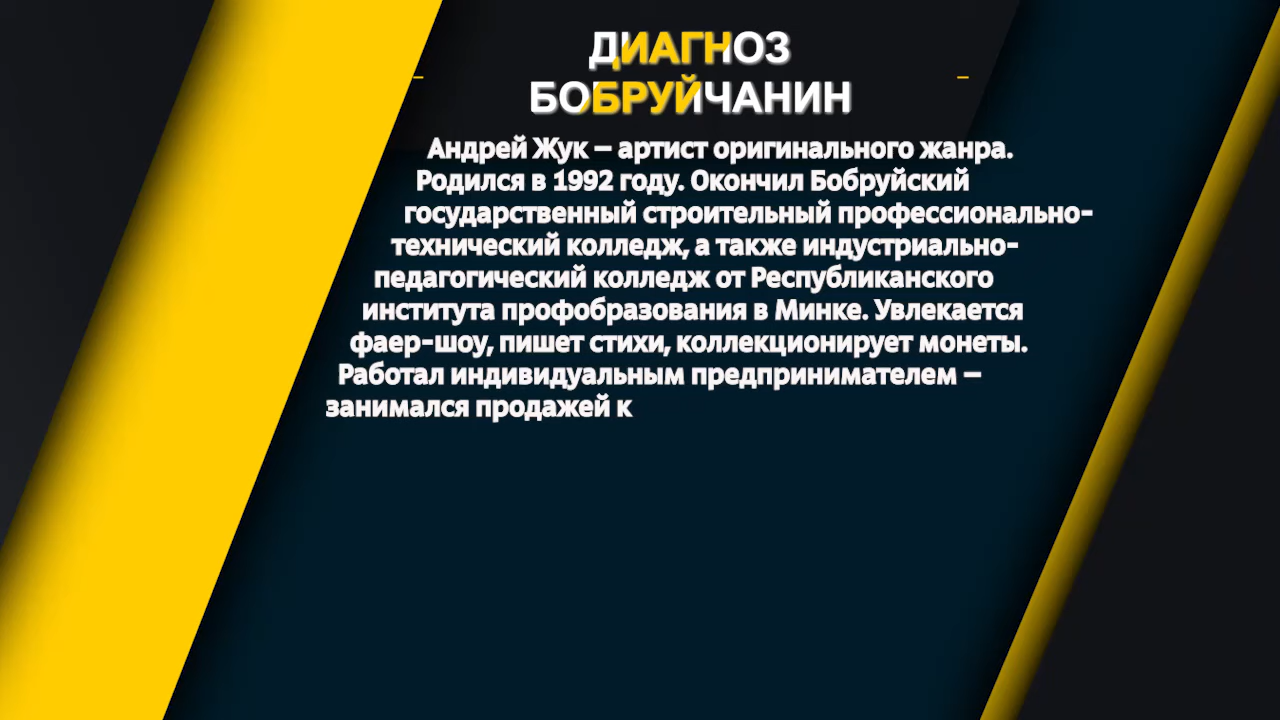 ДИАГНОЗ
БОБРУЙЧАНИН
Андрей Жук – артист оригинального жанра.
Родился в 1992 году. Окончил Бобруйский
государственный строительный профессионально-
технический колледж, а также индустриально-
педагогический колледж от Республиканского
института профобразования в Минке. Увлекается
фаер-шоу, пишет стихи, коллекционирует монеты.
Работал индивидуальным предпринимателем –
занимался продажей к